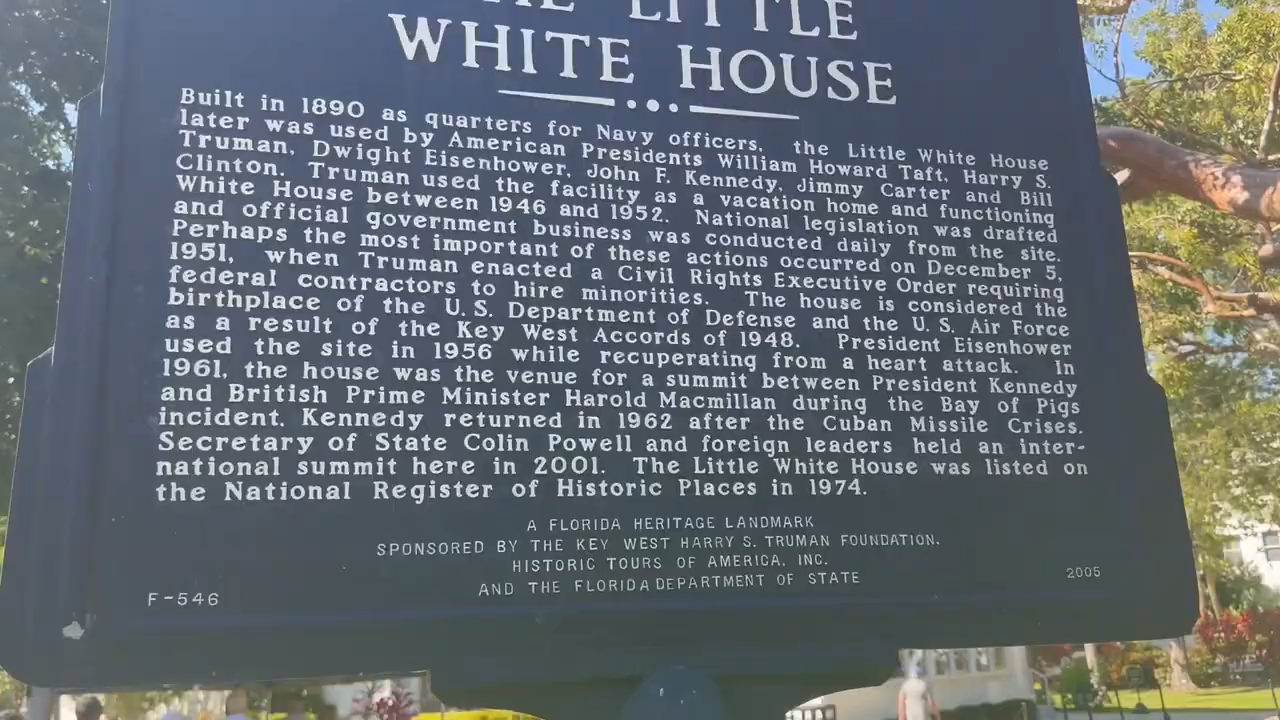 THE LITTLE
WHITE HOUSE
Built in 1890 as quarters for Navy officers, the Little White House
later was used by American Presidents William Howard Taft, Harry S.
Truman, Dwight Eisenhower, John F. Kennedy, Jimmy Carter and Bill
Clinton. Truman used the facility as a vacation home and functioning
White House between 1946 and 1952. National legislation was drafted
and official government business was conducted daily from the site.
Perhaps the most important of these actions occurred on December 5,
1951, when Truman enacted a Civil Rights Executive Order requiring
federal contractors to hire minorities. The house is considered the
birthplace of the U.S. Department of Defense and the U.S. Air Force
as a result of the Key West Accords of 1948. President Eisenhower
used the site in 1956 while recuperating from a heart attack. In
1961, the house was the venue for a summit between President Kennedy
and British Prime Minister Harold Macmillan during the Bay of Pigs
incident. Kennedy returned in 1962 after the Cuban Missile Crises.
Secretary of State Colin Powell and foreign leaders held an inter-
national summit here in 2001. The Little White House was listed on
the National Register of Historic Places in 1974.
A FLORIDA HERITAGE LANDMARK
SPONSORED BY THE KEY WEST HARRY S. TRUMAN FOUNDATION.
HISTORIC TOURS OF AMERICA, INC.
AND THE FLORIDA DEPARTMENT OF STATE
F-546
2005